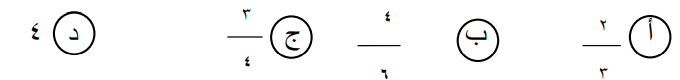 أ ٢/٣ ب ٤/٦ ج ٣/٤ د ٤